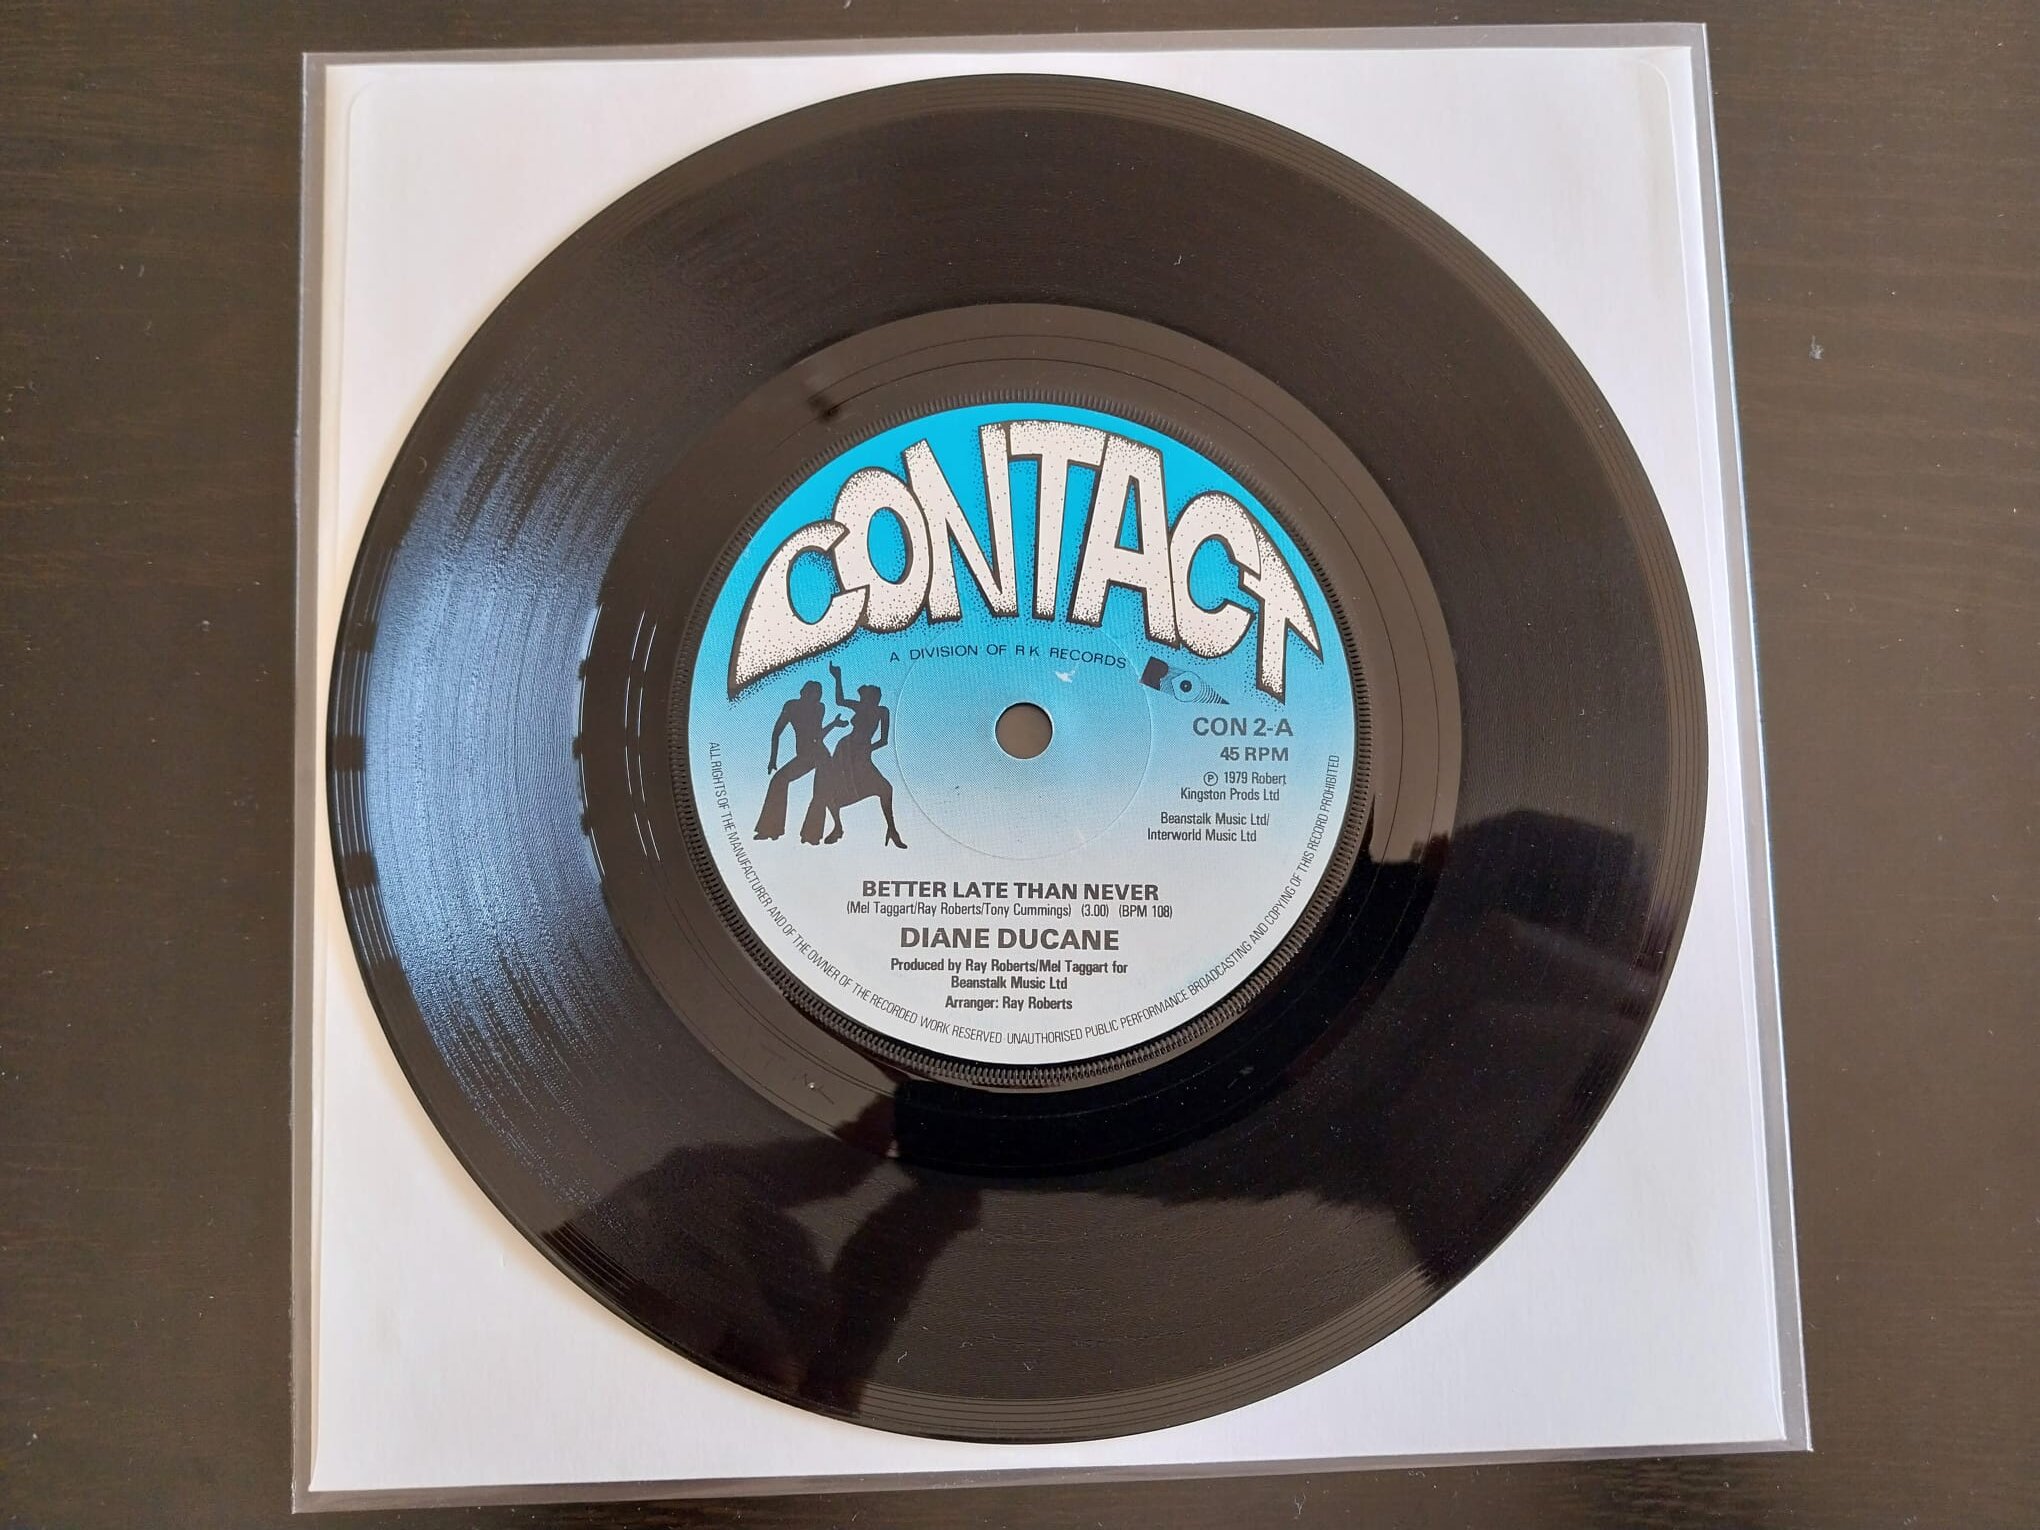 CONTACT
A DIVISION OF R K RECORDS
RK
CON 2-A
45 RPM
℗ 1979 Robert
Kingston Prods Ltd
Beanstalk Music Ltd/
Interworld Music Ltd
BETTER LATE THAN NEVER
(Mel Taggart/Ray Roberts/Tony Cummings) (3.00) (BPM 108)
DIANE DUCANE
Produced by Ray Roberts/Mel Taggart for
Beanstalk Music Ltd
Arranger: Ray Roberts
ALL RIGHTS OF THE MANUFACTURER AND OF THE OWNER OF THE RECORDED WORK RESERVED UNAUTHORISED PUBLIC PERFORMANCE BROADCASTING AND COPYING OF THIS RECORD PROHIBITED